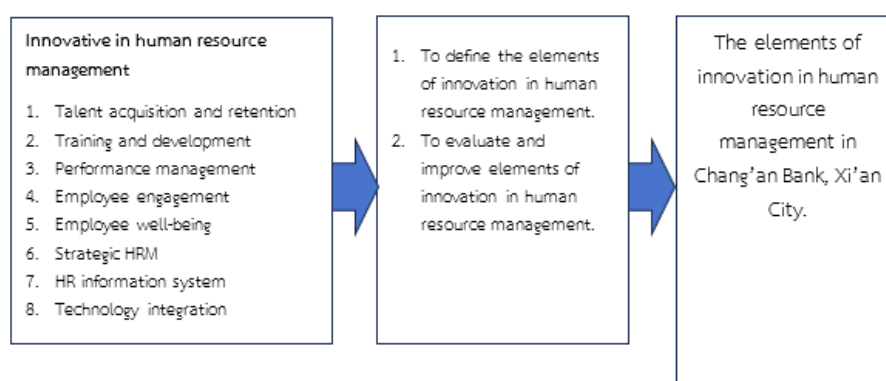 Innovative in human resource
management
1. Talent acquisition and retention
2. Training and development
3. Performance management
4. Employee engagement
5. Employee well-being
6. Strategic HRM
7. HR information system
8. Technology integration
1. To define the elements
of innovation in human
resource management.
2. To evaluate and
improve elements of
innovation in human
resource management.
The elements of
innovation in human
resource
management in
Chang’an Bank, Xi’an
City.